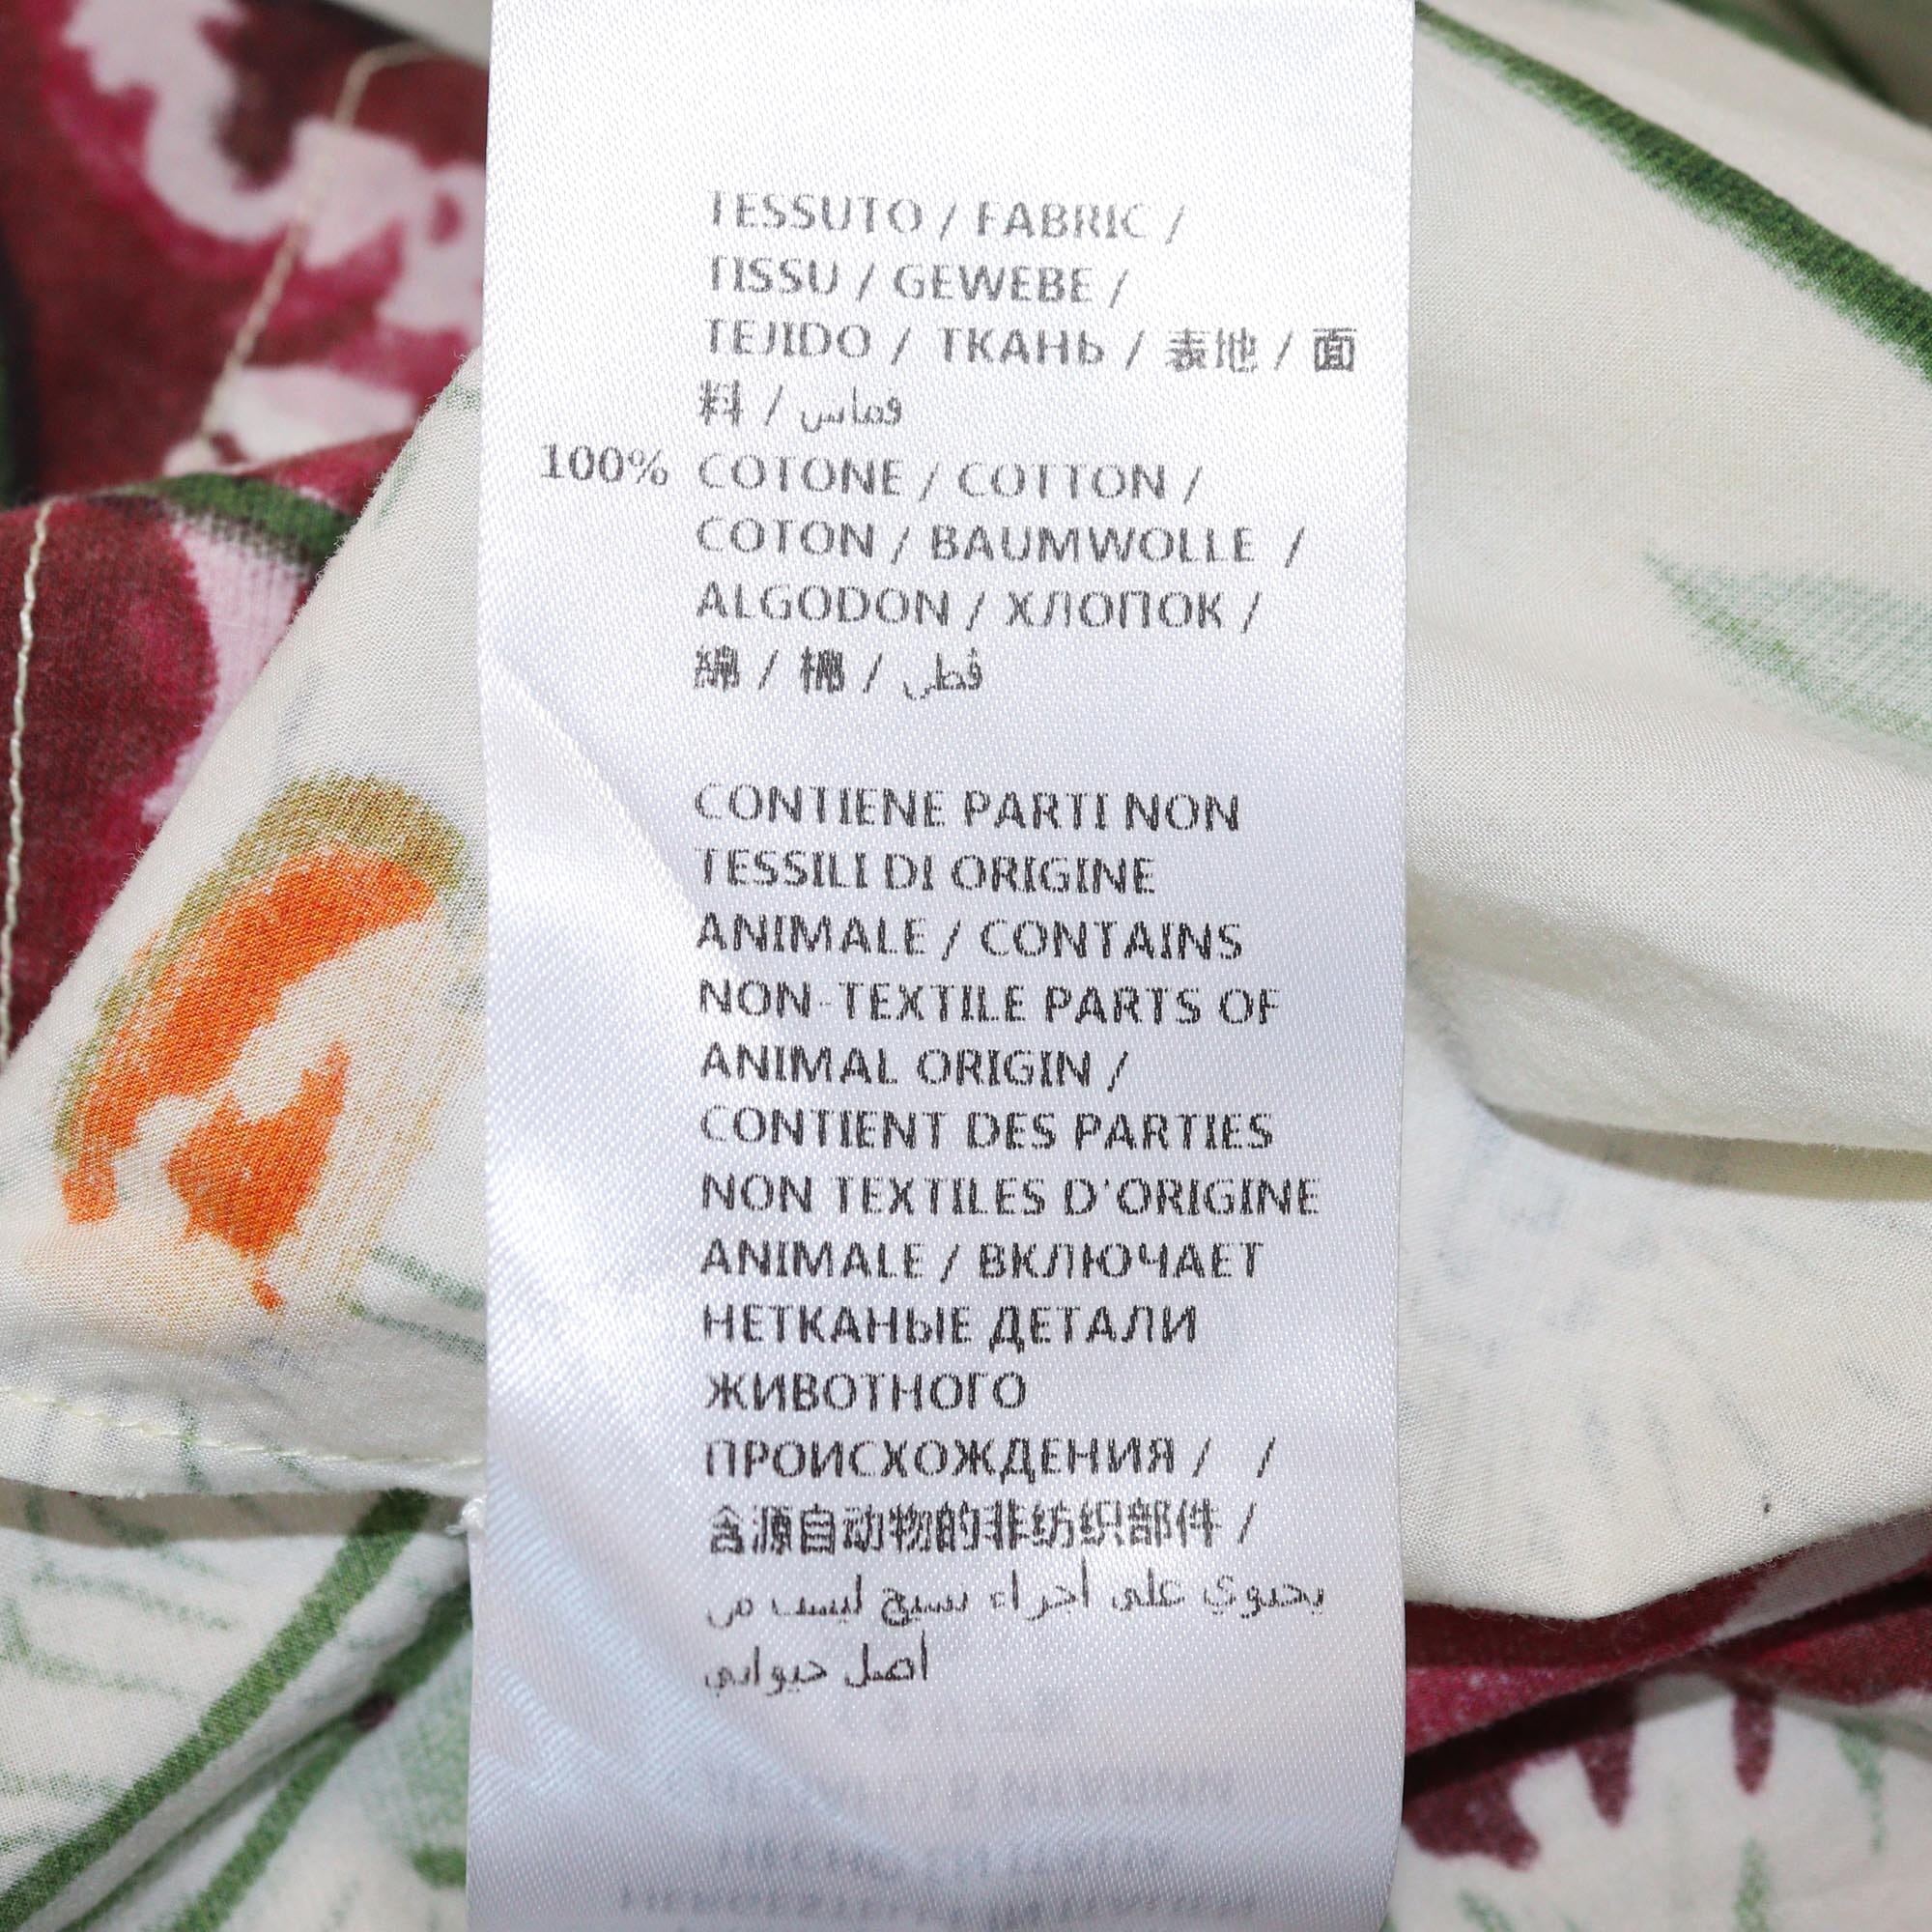 TESSUTO / FABRIC /
TISSU / GEWEBE /
TEJIDO / ТКАНЬ / 表地 / 面
料 / قماس
100% COTONE / COTTON /
COTON / BAUMWOLLE /
ALGODON / ХЛОПОК /
綿 / 棉 / قطن
CONTIENE PARTI NON
TESSILI DI ORIGINE
ANIMALE / CONTAINS
NON-TEXTILE PARTS OF
ANIMAL ORIGIN /
CONTIENT DES PARTIES
NON TEXTILES D'ORIGINE
ANIMALE / ВКЛЮЧАЕТ
НЕТКАНЫЕ ДЕТАЛИ
ЖИВОТНОГО
ПРОИСХОЖДЕНИЯ / /
含源自动物的非纺织部件 /
يحتوي على أجزاء نسيج ليست من
أصل حيواني